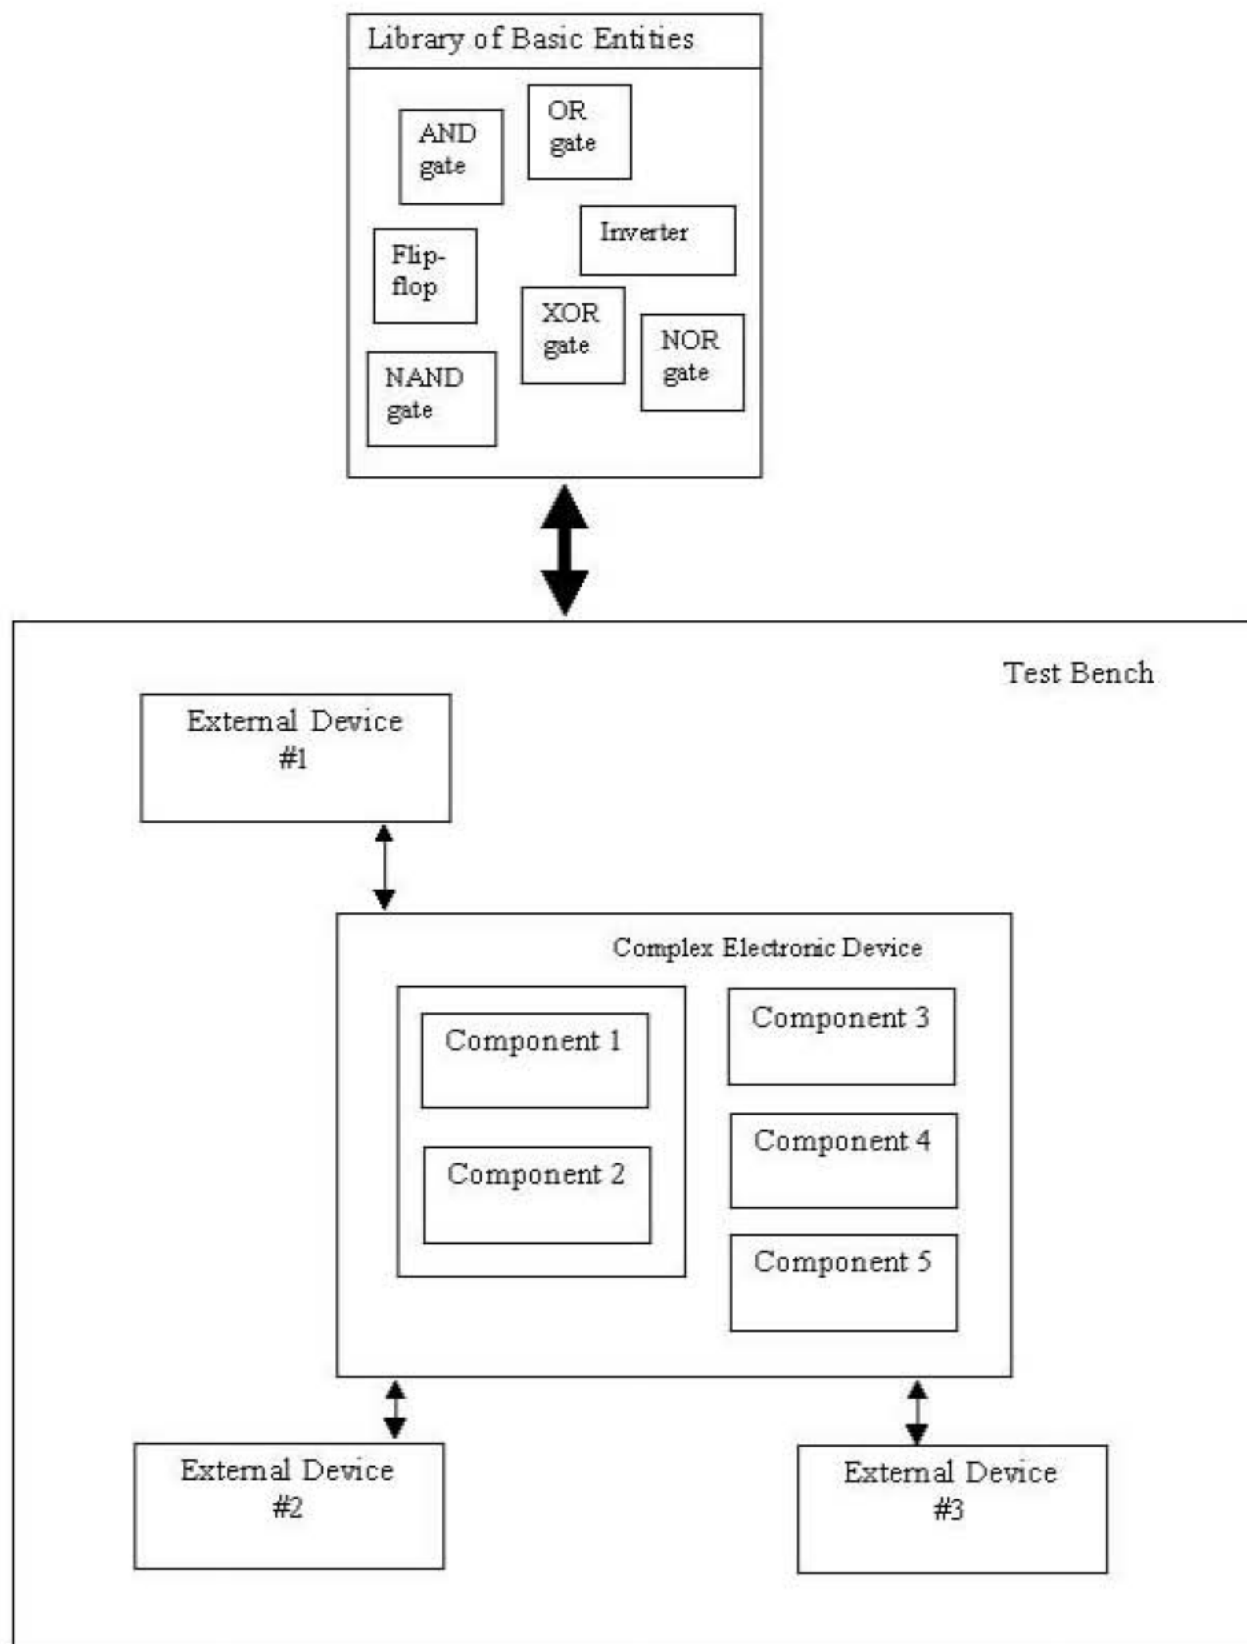 Library of Basic Entities
OR
gate
AND
gate
Inverter
Flip-
flop
XOR
gate
NOR
gate
NAND
gate
Test Bench
External Device
#1
Complex Electronic Device
Component 1
Component 3
Component 2
Component 4
Component 5
External Device
#2
External Device
#3